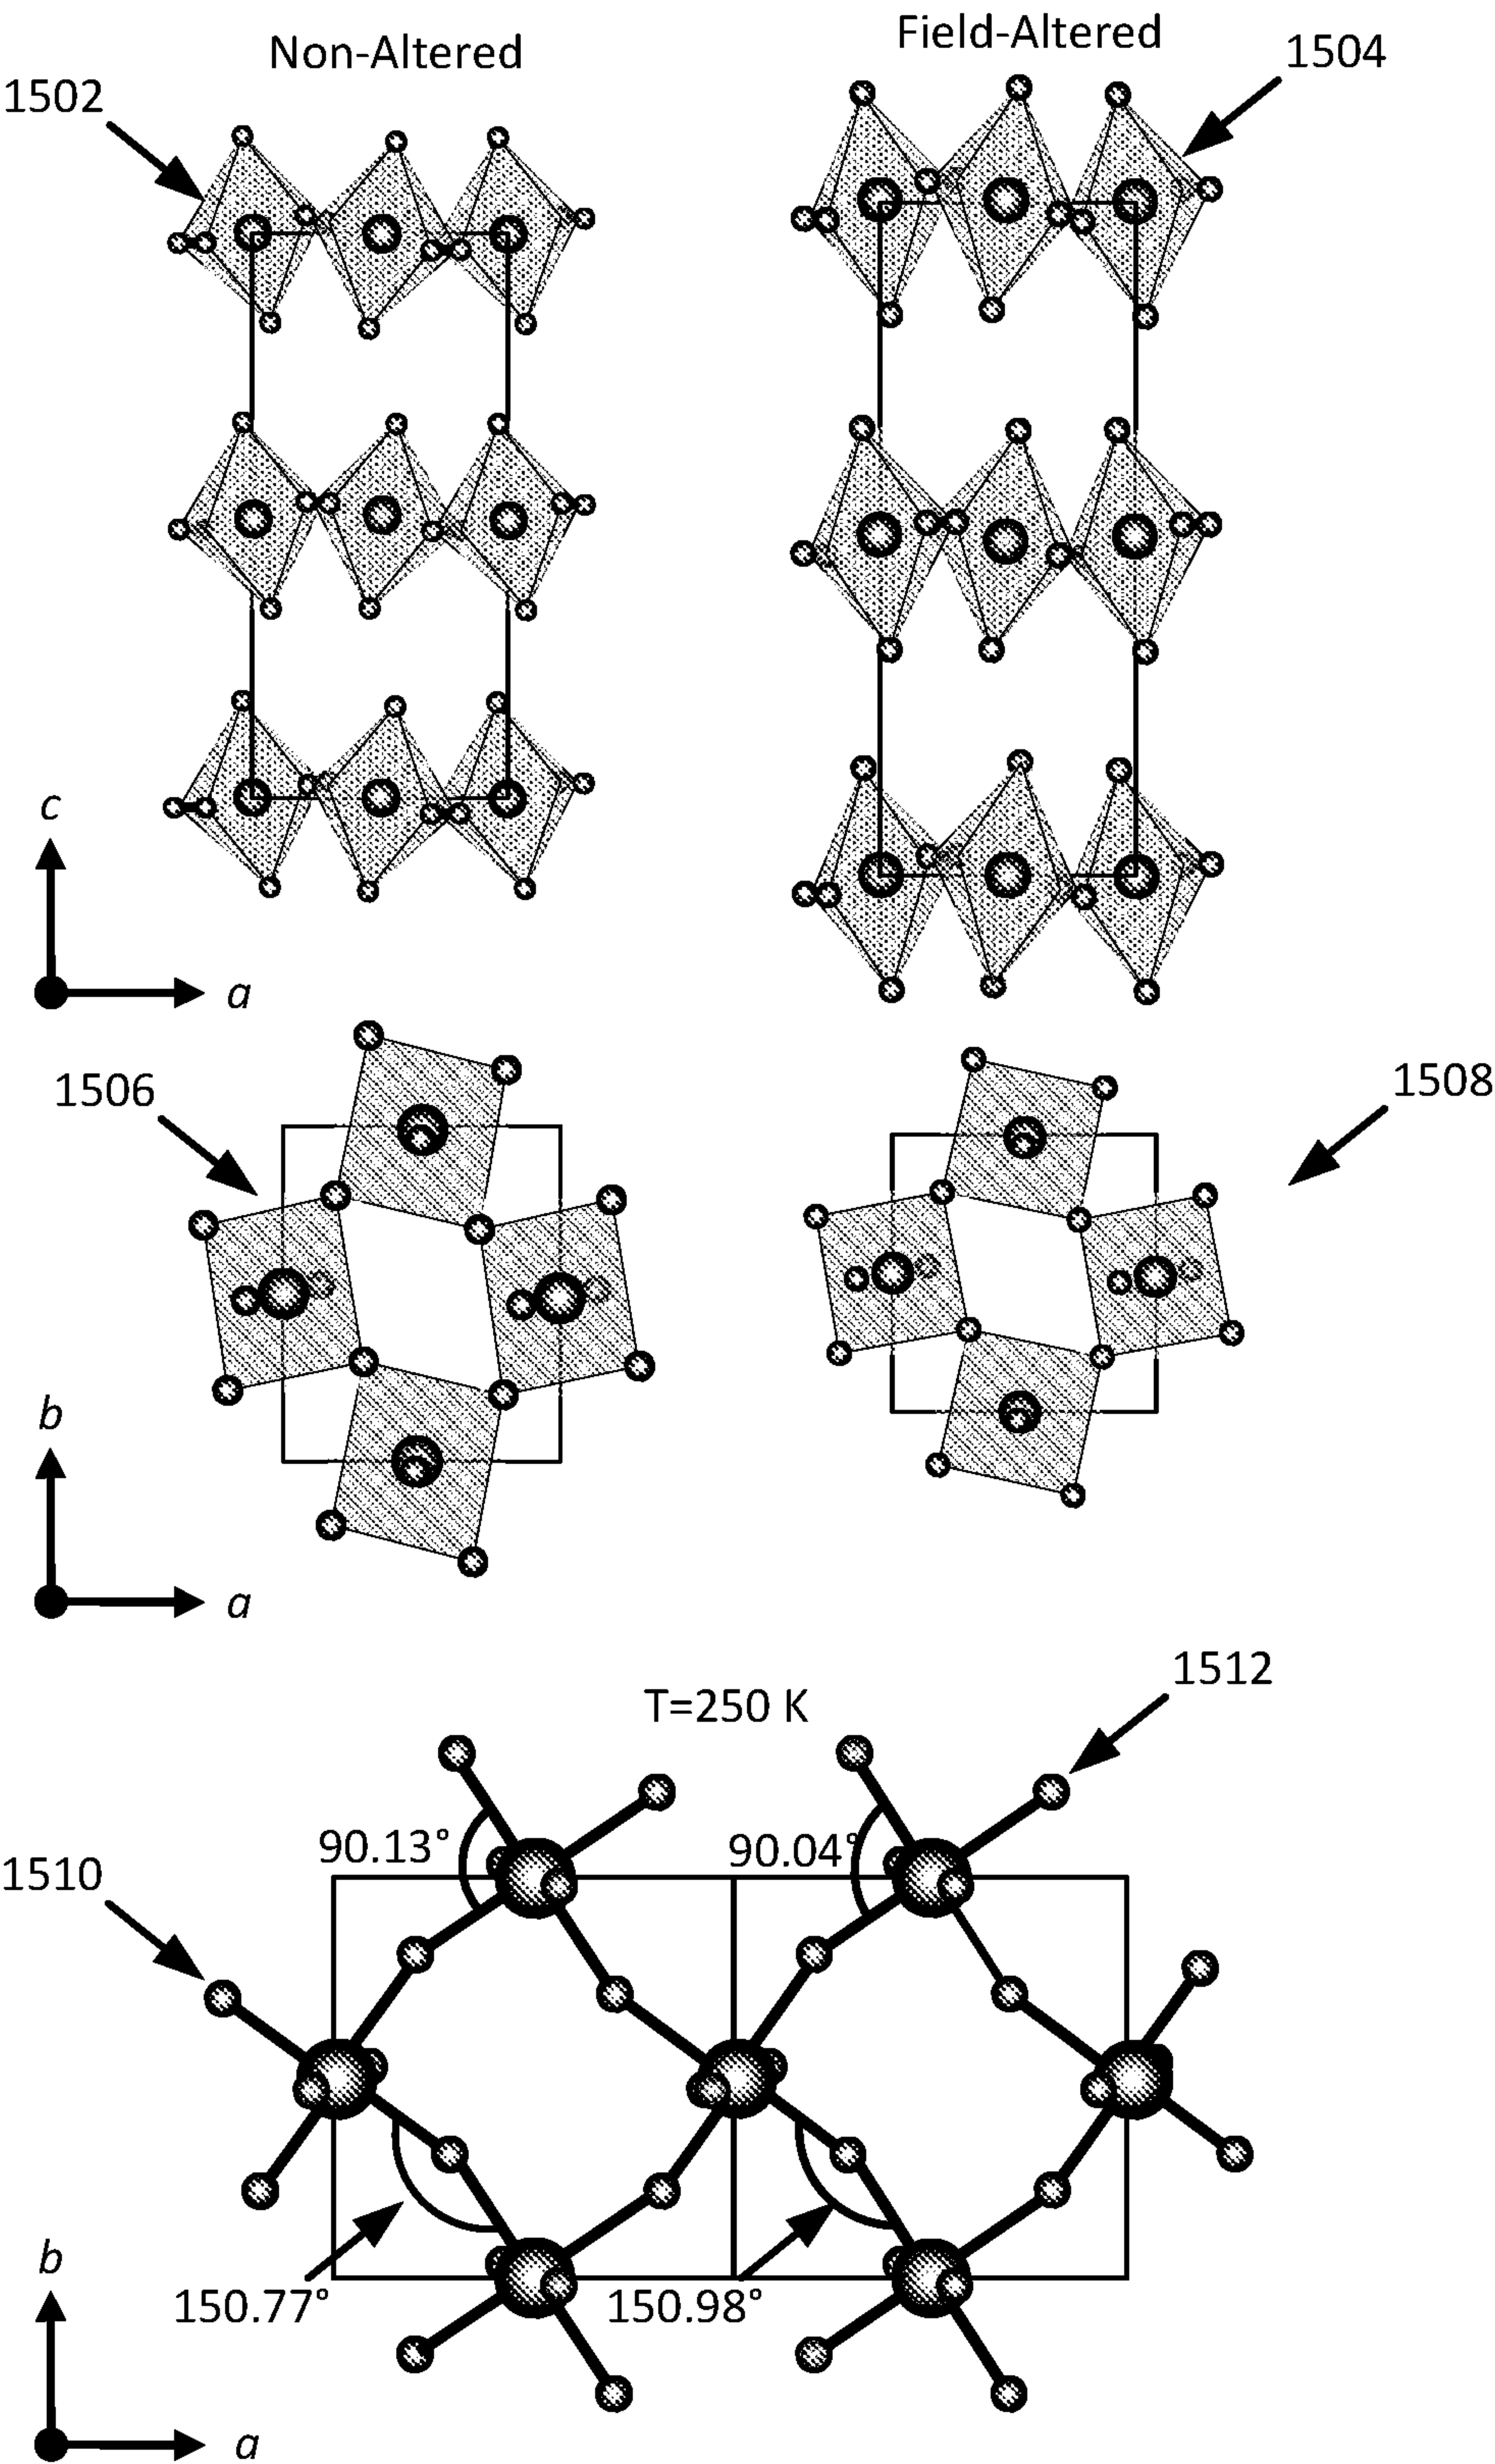 Non-Altered
Field-Altered
1502
1504
c
a
1506
1508
b
a
T=250 K
1512
90.13°
90.04°
1510
150.77°
150.98°
b
a